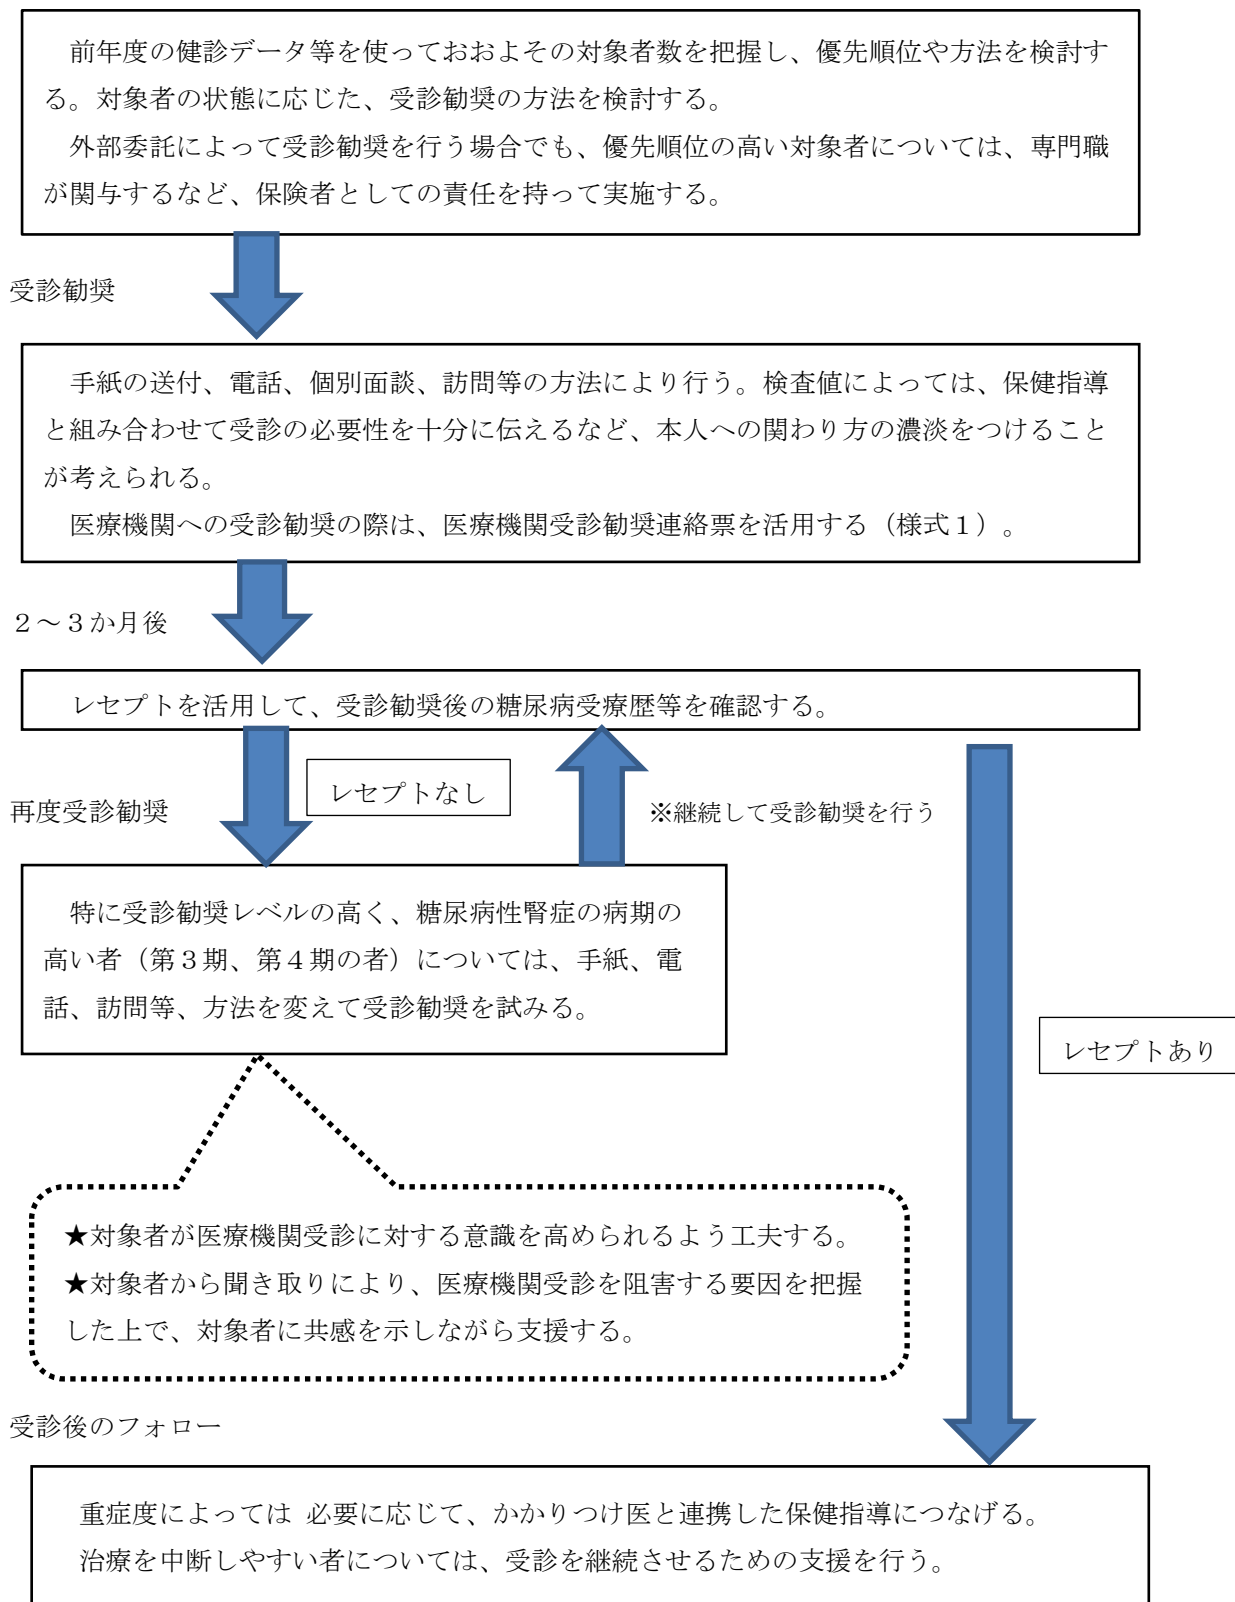 前年度の健診データ等を使っておおよその対象者数を把握し、優先順位や方法を検討す
る。対象者の状態に応じた、受診勧奨の方法を検討する。
外部委託によって受診勧奨を行う場合でも、優先順位の高い対象者については、専門職
が関与するなど、保険者としての責任を持って実施する。
受診勧奨
手紙の送付、電話、個別面談、訪問等の方法により行う。検査値によっては、保健指導
と組み合わせて受診の必要性を十分に伝えるなど、本人への関わり方の濃淡をつけること
が考えられる。
医療機関への受診勧奨の際は、医療機関受診勧奨連絡票を活用する（様式１）。
２～３か月後
レセプトを活用して、受診勧奨後の糖尿病受療歴等を確認する。
レセプトなし
再度受診勧奨
※継続して受診勧奨を行う
特に受診勧奨レベルの高く、糖尿病性腎症の病期の
高い者（第３期、第４期の者）については、手紙、電
話、訪問等、方法を変えて受診勧奨を試みる。
レセプトあり
★対象者が医療機関受診に対する意識を高められるよう工夫する。
★対象者から聞き取りにより、医療機関受診を阻害する要因を把握
した上で、対象者に共感を示しながら支援する。
受診後のフォロー
重症度によっては 必要に応じて、かかりつけ医と連携した保健指導につなげる。
治療を中断しやすい者については、受診を継続させるための支援を行う。